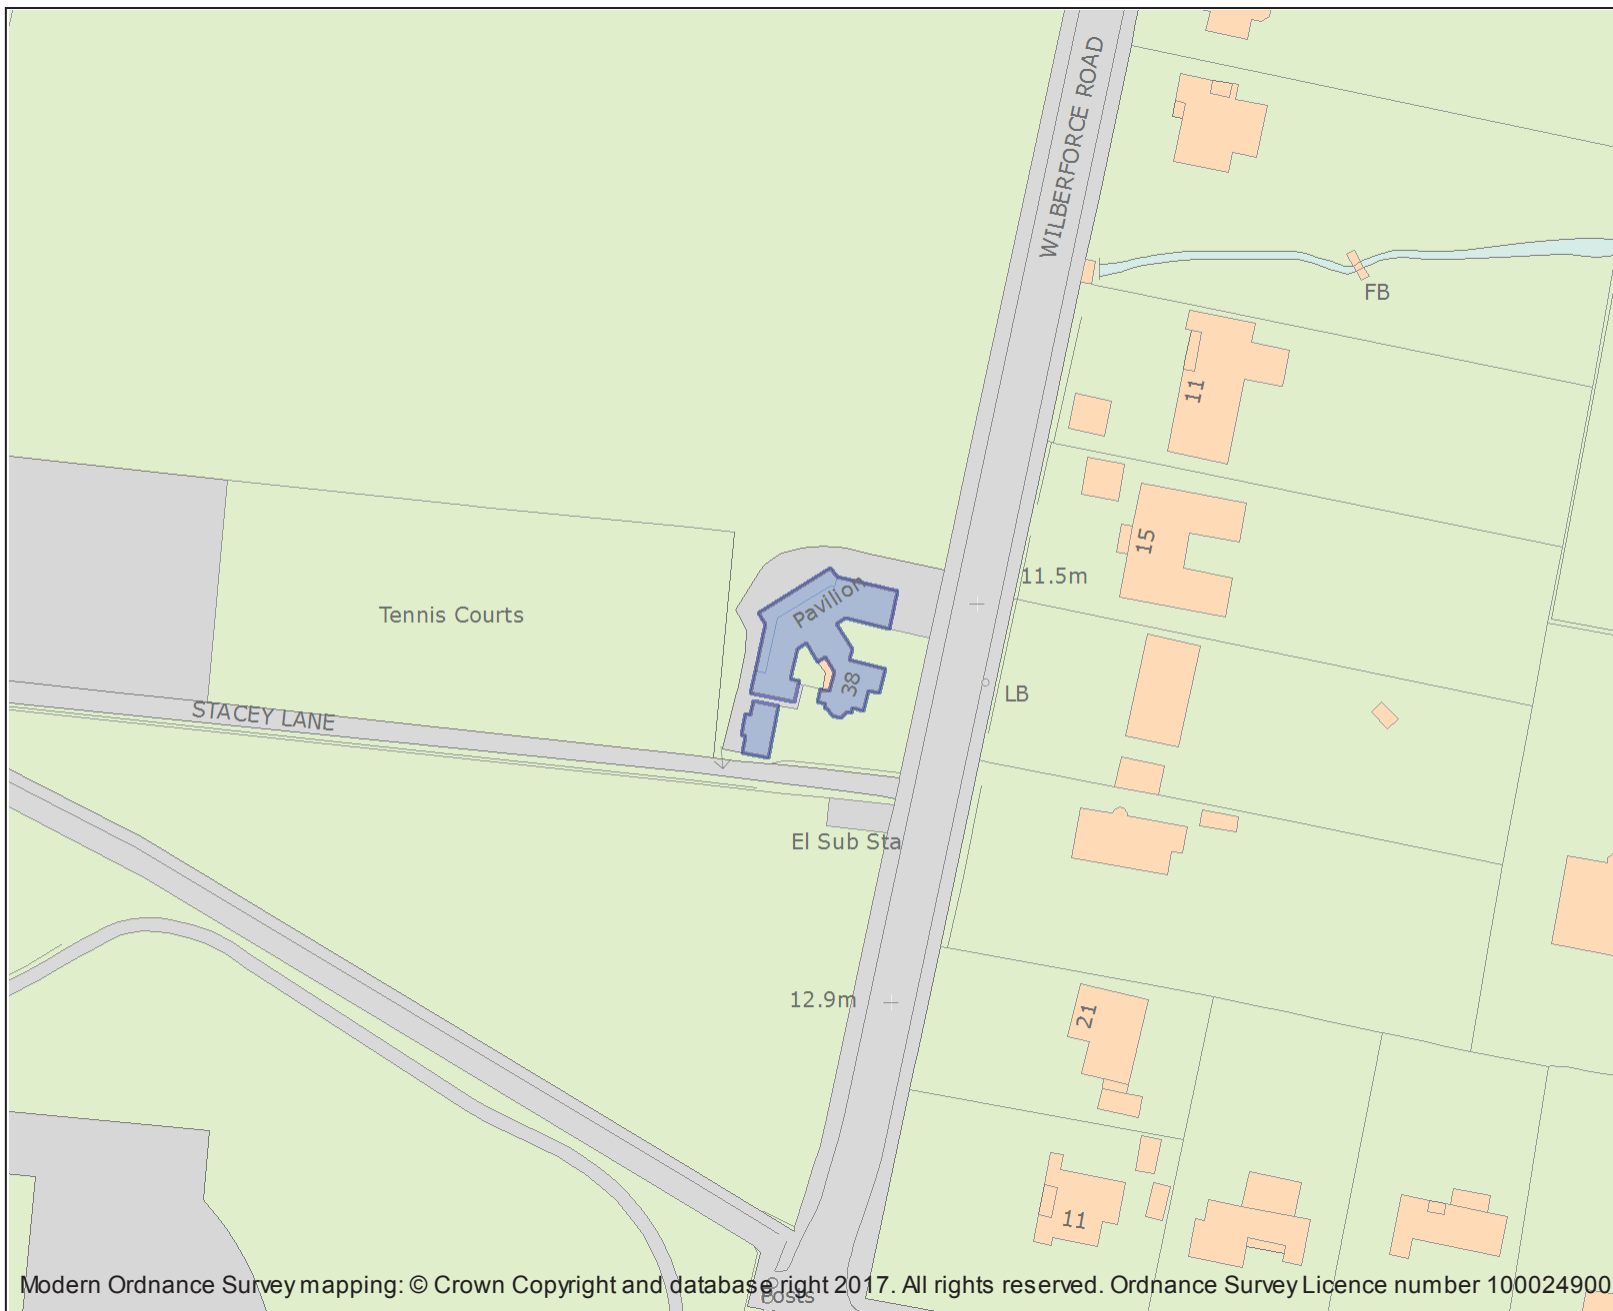 WILBERFORCE ROAD
FB
11
15
11.5m
Pavilion
Tennis Courts
38
LB
STACEY LANE
El Sub Sta
12.9m
21
11
Modern Ordnance Survey mapping: © Crown Copyright and database right 2017. All rights reserved. Ordnance Survey Licence number 100024900
Posts